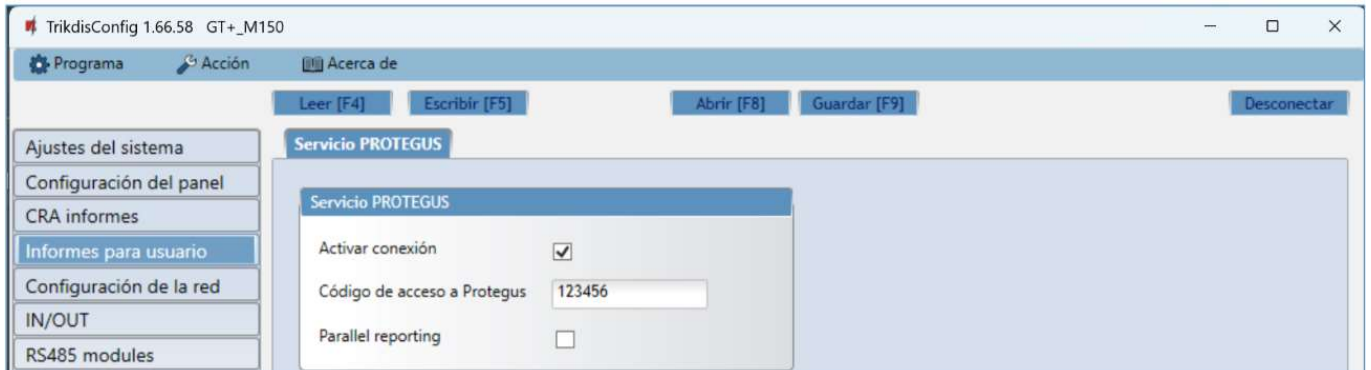 TrikdisConfig 1.66.58 GT+_M150
Programa Acción Acerca de
Leer [F4] Escribir [F5] Abrir [F8] Guardar [F9] Desconectar
Ajustes del sistema
Configuración del panel
CRA informes
Informes para usuario
Configuración de la red
IN/OUT
RS485 modules
Servicio PROTEGUS
Servicio PROTEGUS
Activar conexión
Código de acceso a Protegus 123456
Parallel reporting